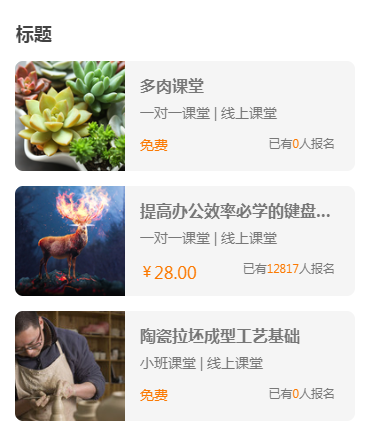 标题
多肉课堂
一对一课堂 | 线上课堂
免费 已有0人报名
提高办公效率必学的键盘...
一对一课堂 | 线上课堂
￥28.00 已有12817人报名
陶瓷拉坯成型工艺基础
小班课堂 | 线上课堂
免费 已有0人报名